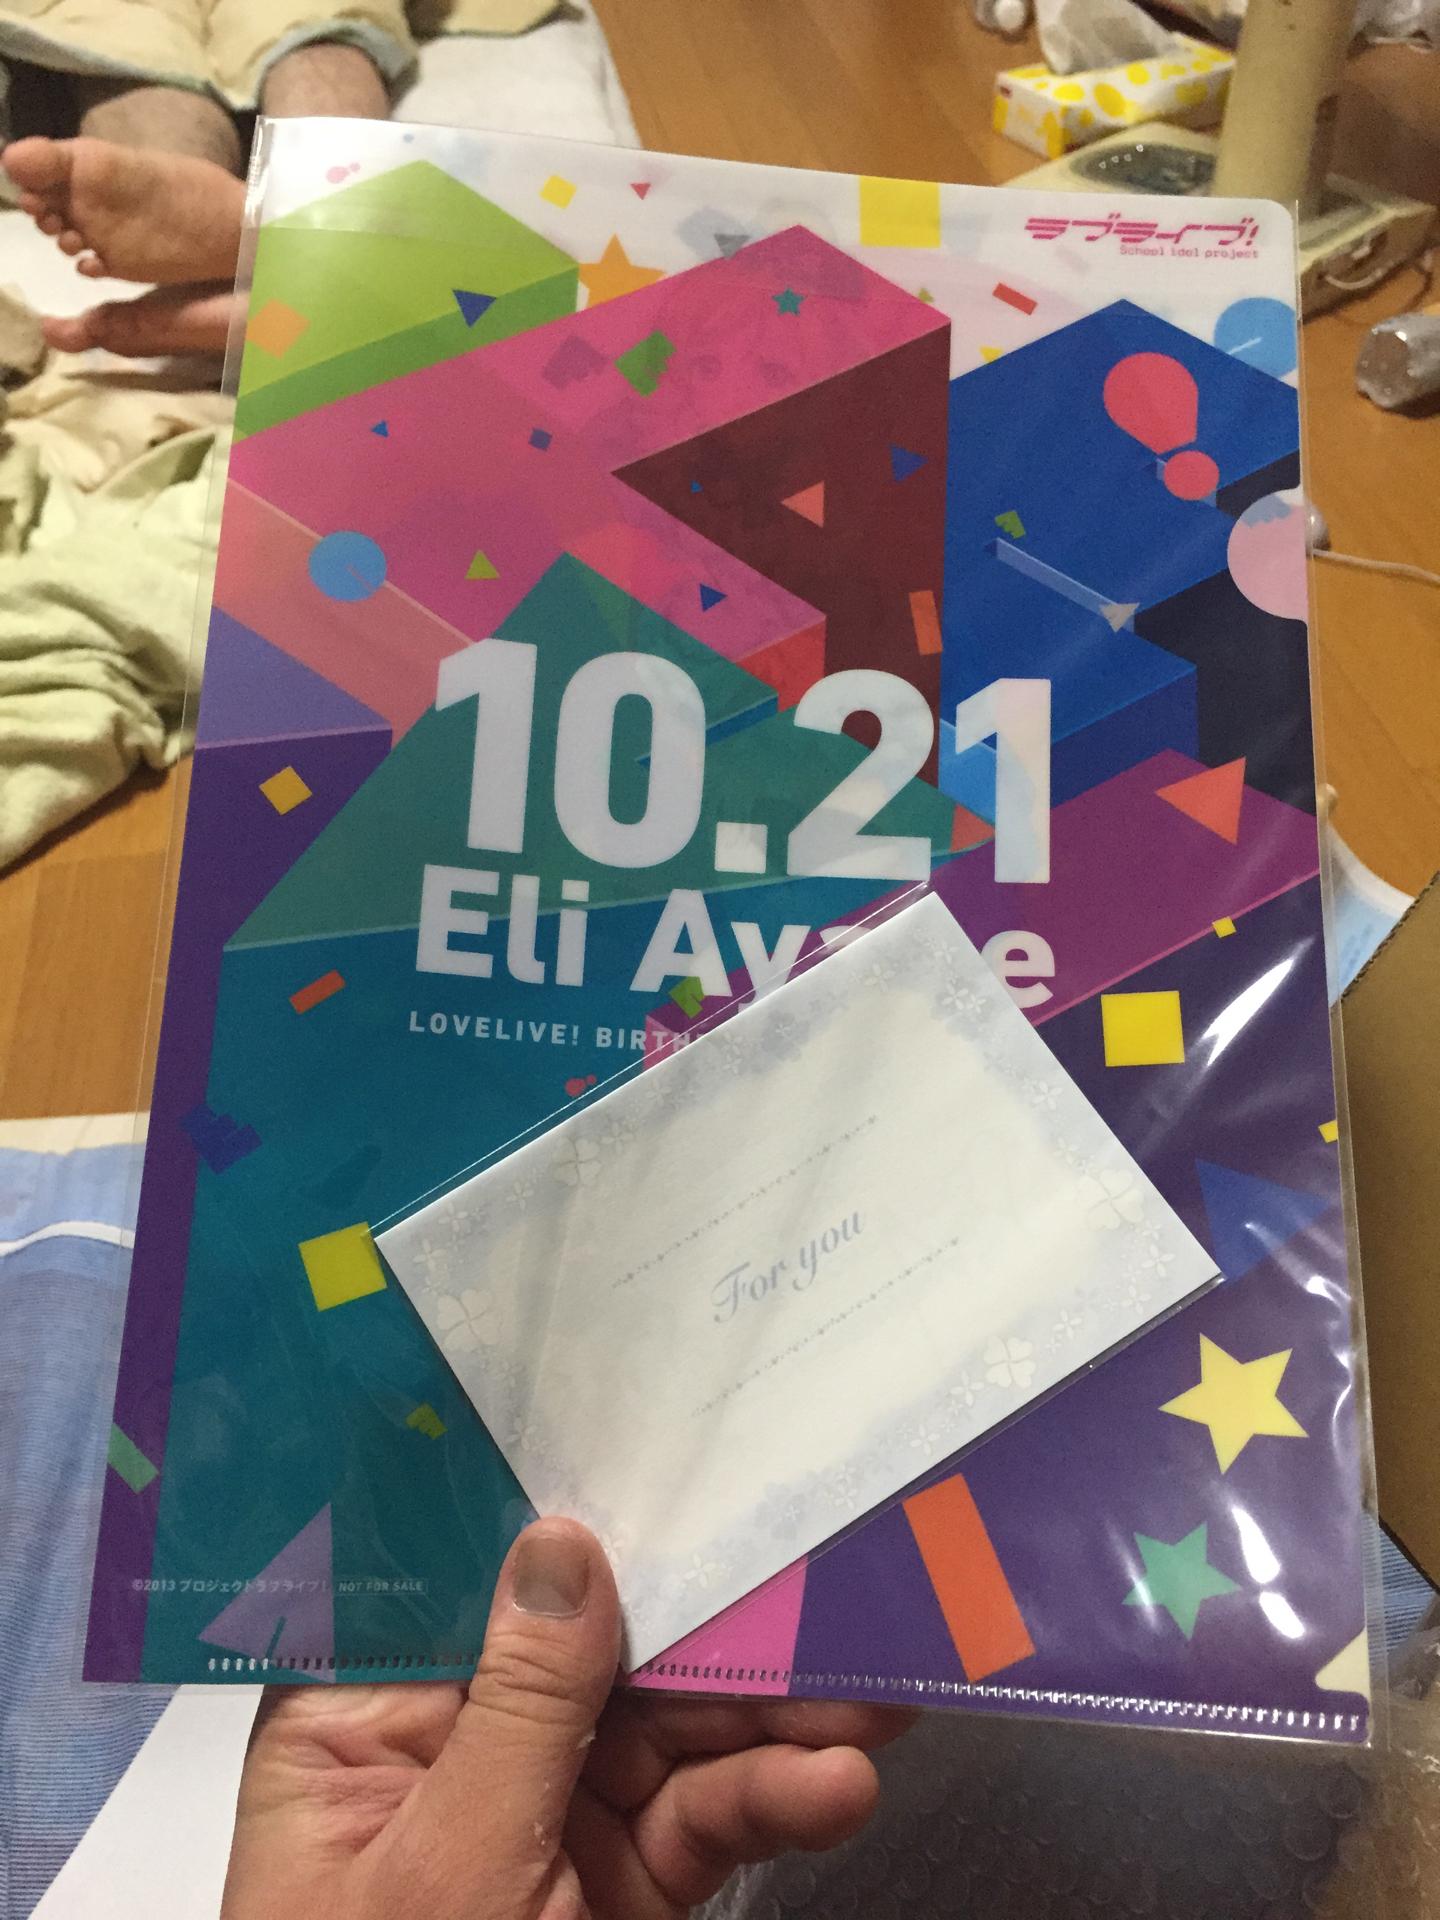 ラブライブ!
School idol project
10.21
Eli Ay e
LOVELIVE! BIRTH
For you
©2013 プロジェクトラブライブ! NOT FOR SALE